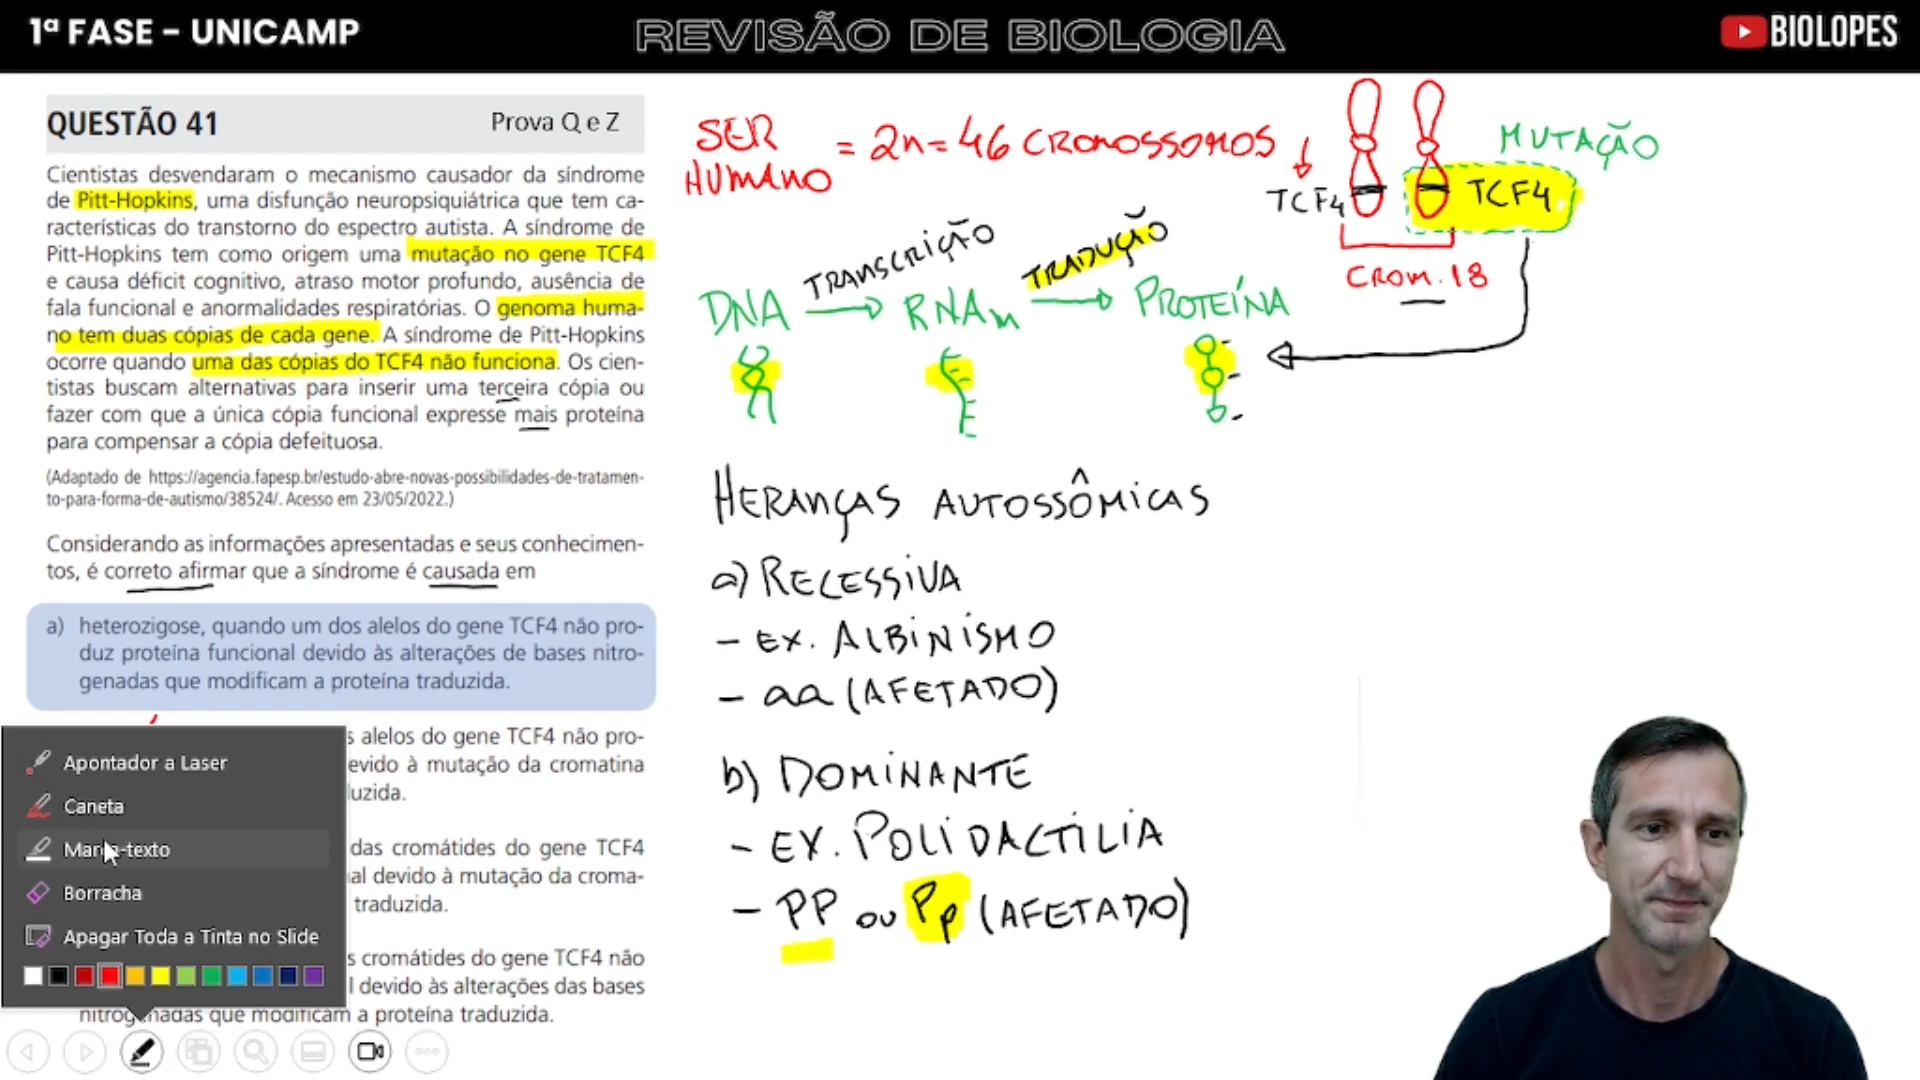 1ª FASE - UNICAMP
REVISÃO DE BIOLOGIA
BIOLOPES
QUESTÃO 41
Prova Q e Z
Cientistas desvendaram o mecanismo causador da síndrome
de Pitt-Hopkins, uma disfunção neuropsiquiátrica que tem ca-
racterísticas do transtorno do espectro autista. A síndrome de
Pitt-Hopkins tem como origem uma mutação no gene TCF4
e causa déficit cognitivo, atraso motor profundo, ausência de
fala funcional e anormalidades respiratórias. O genoma huma-
no tem duas cópias de cada gene. A síndrome de Pitt-Hopkins
ocorre quando uma das cópias do TCF4 não funciona. Os cien-
tistas buscam alternativas para inserir uma terceira cópia ou
fazer com que a única cópia funcional expresse mais proteína
para compensar a cópia defeituosa.
(Adaptado de https://agencia.fapesp.br/estudo-abre-novas-possibilidades-de-tratamen-
to-para-forma-de-autismo/38524/. Acesso em 23/05/2022.)
Considerando as informações apresentadas e seus conhecimen-
tos, é correto afirmar que a síndrome é causada em
a) heterozigose, quando um dos alelos do gene TCF4 não pro-
duz proteína funcional devido às alterações de bases nitro-
genadas que modificam a proteína traduzida.
s alelos do gene TCF4 não pro-
evido à mutação da cromatina
luzida.
das cromátides do gene TCF4
al devido à mutação da croma-
traduzida.
s cromátides do gene TCF4 não
l devido às alterações das bases
nitrogenadas que modificam a proteína traduzida.
Apontador a Laser
Caneta
Marca-texto
Borracha
Apagar Toda a Tinta no Slide
SER
HUMANO = 2n = 46 CROMOSSOMOS
TCF4
TCF4
MUTAÇÃO
CROM. 18
TRANSCRIÇÃO
TRADUÇÃO
DNA
RNAm
PROTEÍNA
HERANÇAS AUTOSSÔMICAS
a) RECESSIVA
- EX. ALBINISMO
- aa (AFETADO)
b) DOMINANTE
- EX. POLIDACTILIA
- PP ou Pp (AFETADO)